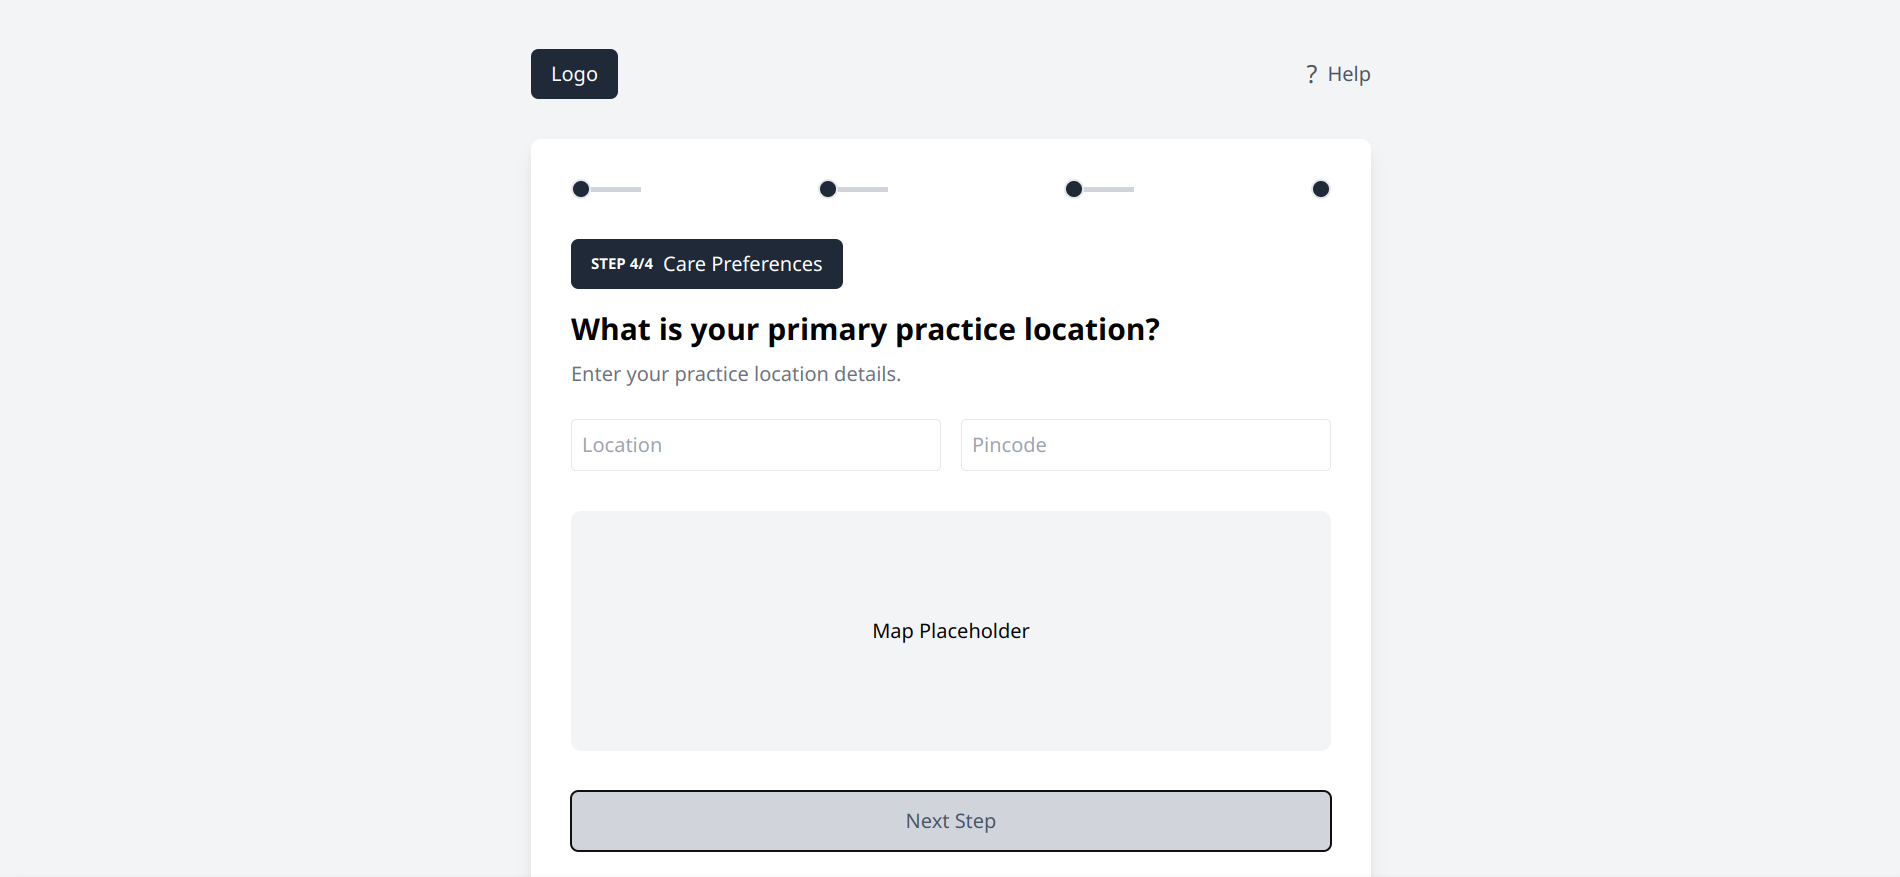 Logo
? Help
STEP 4/4 Care Preferences
What is your primary practice location?
Enter your practice location details.
Location Pincode
Map Placeholder
Next Step